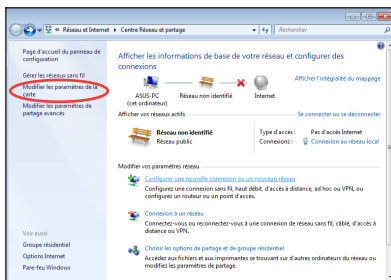 « Réseau et Internet ▸ Centre Réseau et partage
Rechercher
Page d'accueil du panneau de
configuration
Gérer les réseaux sans fil
Modifier les paramètres de la
carte
Modifier les paramètres de
partage avancés
Voir aussi
Groupe résidentiel
Options Internet
Pare-feu Windows
Afficher les informations de base de votre réseau et configurer des
connexions
Afficher l'intégralité du mappage
ASUS-PC
(cet ordinateur)
Réseau non identifié
Internet
Afficher vos réseaux actifs
Se connecter ou se déconnecter
Réseau non identifié
Réseau public
Type d'accès : Pas d'accès Internet
Connexions : Connexion au réseau local
Modifier vos paramètres réseau
Configurer une nouvelle connexion ou un nouveau réseau
Configurez une connexion sans fil, haut débit, d'accès à distance, ad hoc ou VPN, ou
configurez un routeur ou un point d'accès.
Connexion à un réseau
Connectez-vous ou reconnectez-vous à une connexion de réseau sans fil, câblé, d'accès à
distance ou VPN.
Choisir les options de partage et de groupe résidentiel
Accédez aux fichiers et aux imprimantes se trouvant sur d'autres ordinateurs du réseau ou
modifiez les paramètres de partage.